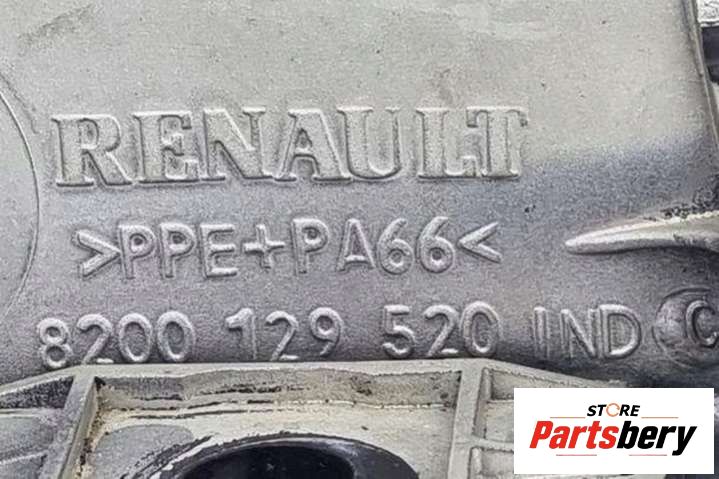 RENAULT
>PPE+PA66<
8200 129 520 IND C
STORE
Partsbery